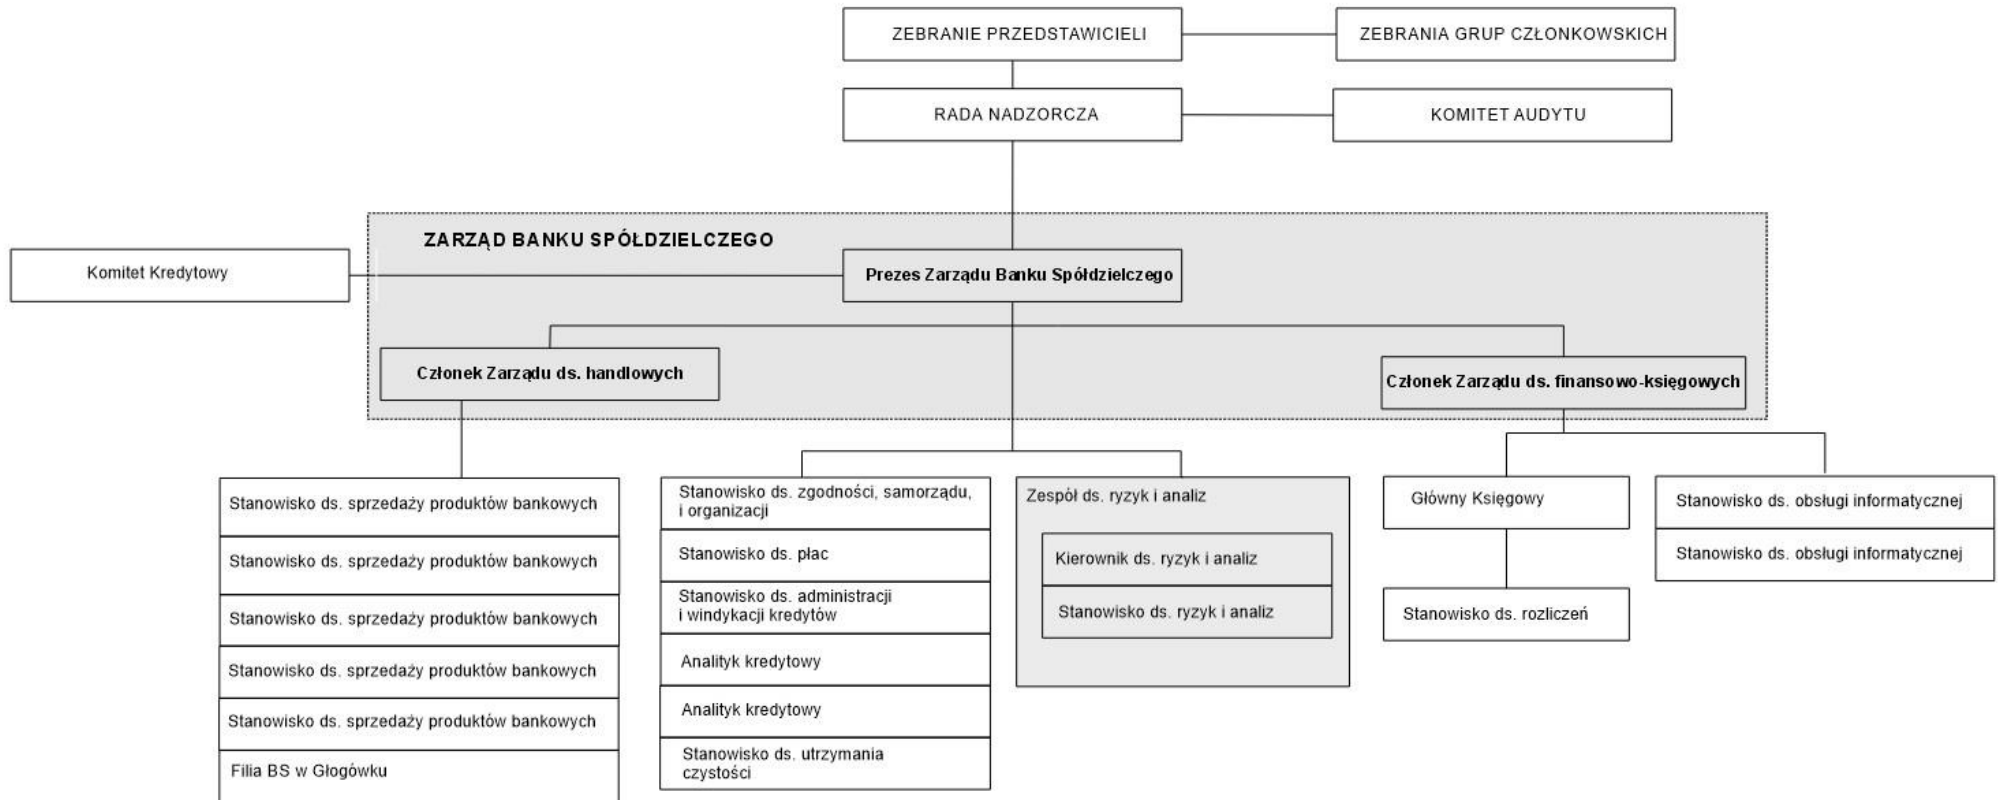 ZEBRANIE PRZEDSTAWICIELI
ZEBRANIA GRUP CZŁONKOWSKICH
RADA NADZORCZA
KOMITET AUDYTU
ZARZĄD BANKU SPÓŁDZIELCZEGO
Komitet Kredytowy
Prezes Zarządu Banku Spółdzielczego
Członek Zarządu ds. handlowych
Członek Zarządu ds. finansowo-księgowych
Stanowisko ds. sprzedaży produktów bankowych
Stanowisko ds. sprzedaży produktów bankowych
Stanowisko ds. sprzedaży produktów bankowych
Stanowisko ds. sprzedaży produktów bankowych
Stanowisko ds. sprzedaży produktów bankowych
Filia BS w Głogówku
Stanowisko ds. zgodności, samorządu,
i organizacji
Stanowisko ds. płac
Stanowisko ds. administracji
i windykacji kredytów
Analityk kredytowy
Analityk kredytowy
Stanowisko ds. utrzymania
czystości
Zespół ds. ryzyk i analiz
Kierownik ds. ryzyk i analiz
Stanowisko ds. ryzyk i analiz
Główny Księgowy
Stanowisko ds. rozliczeń
Stanowisko ds. obsługi informatycznej
Stanowisko ds. obsługi informatycznej